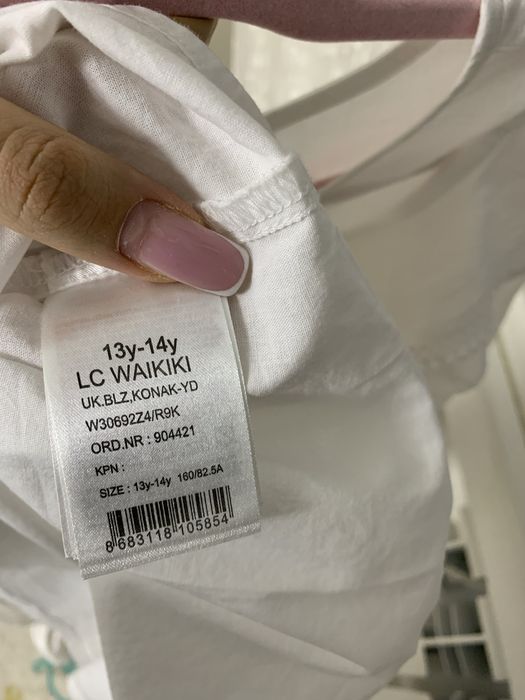 13y-14y
LC WAIKIKI
UK.BLZ,KONAK-YD
W30692Z4/R9K
ORD.NR : 904421
KPN :
SIZE : 13y-14y 160/82.5A
8 683118 105854